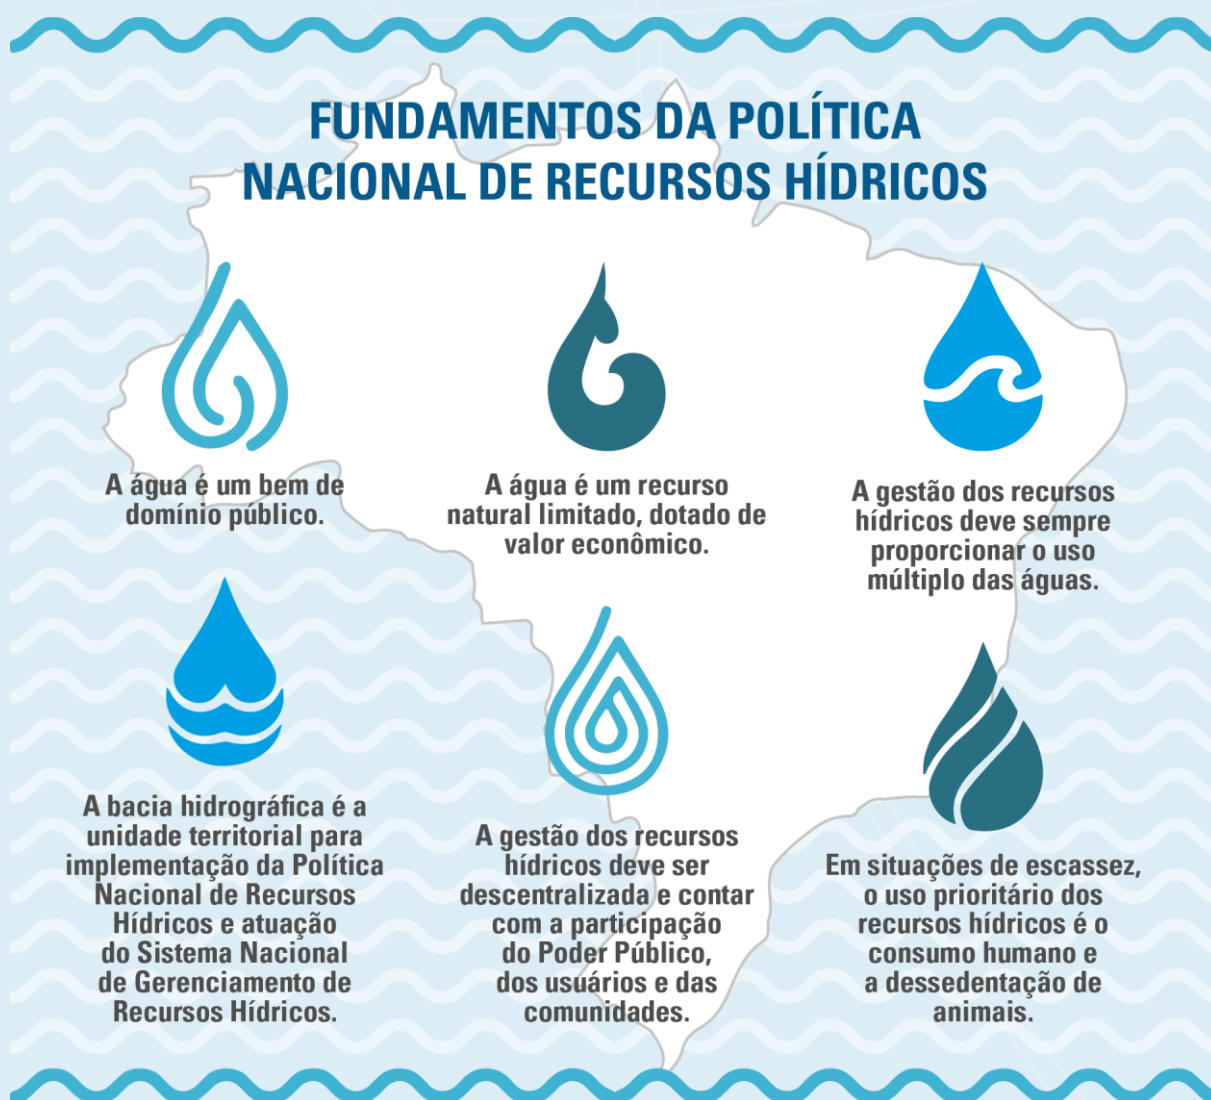 FUNDAMENTOS DA POLÍTICA
NACIONAL DE RECURSOS HÍDRICOS
A água é um bem de
domínio público.
A água é um recurso
natural limitado, dotado de
valor econômico.
A gestão dos recursos
hídricos deve sempre
proporcionar o uso
múltiplo das águas.
A bacia hidrográfica é a
unidade territorial para
implementação da Política
Nacional de Recursos
Hídricos e atuação
do Sistema Nacional
de Gerenciamento de
Recursos Hídricos.
A gestão dos recursos
hídricos deve ser
descentralizada e contar
com a participação
do Poder Público,
dos usuários e das
comunidades.
Em situações de escassez,
o uso prioritário dos
recursos hídricos é o
consumo humano e
a dessedentação de
animais.